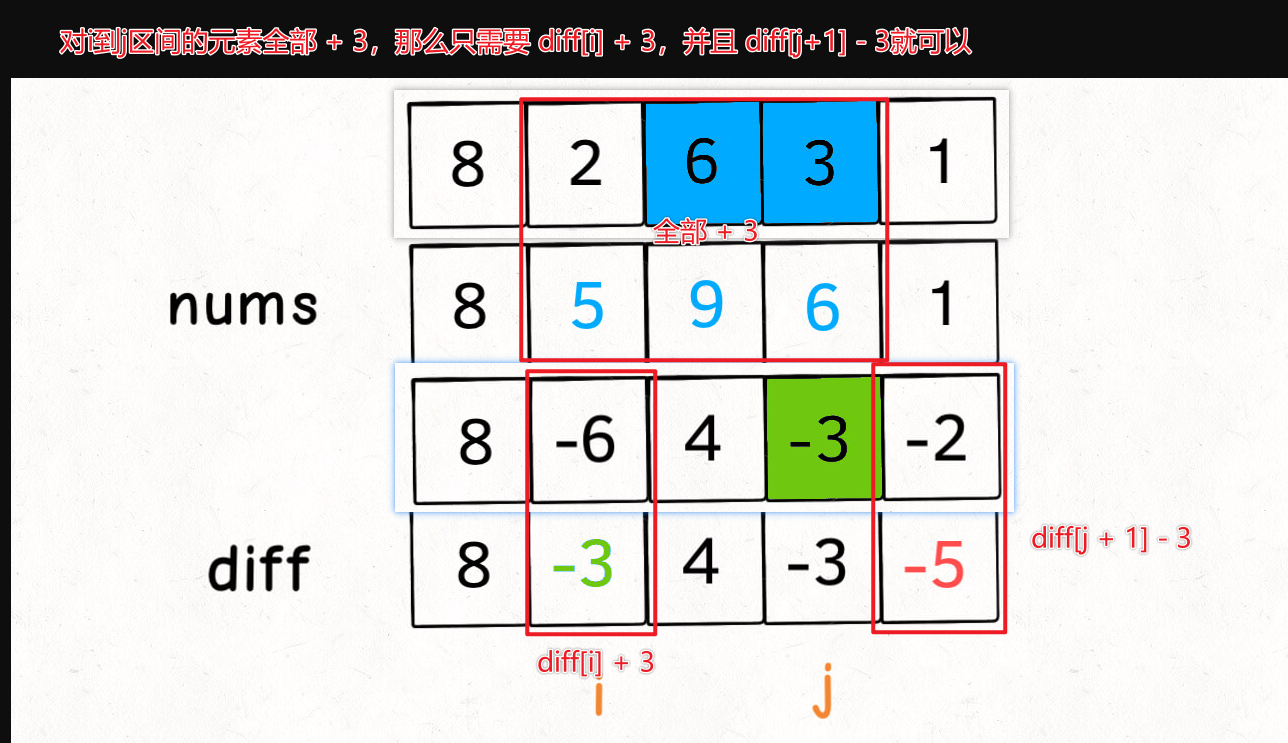 对i到j区间的元素全部 + 3，那么只需要 diff[i] + 3，并且 diff[j+1] - 3就可以
8 2 6 3 1
全部 + 3
nums 8 5 9 6 1
8 -6 4 -3 -2
diff 8 -3 4 -3 -5
diff[j + 1] - 3
diff[i] + 3
i j